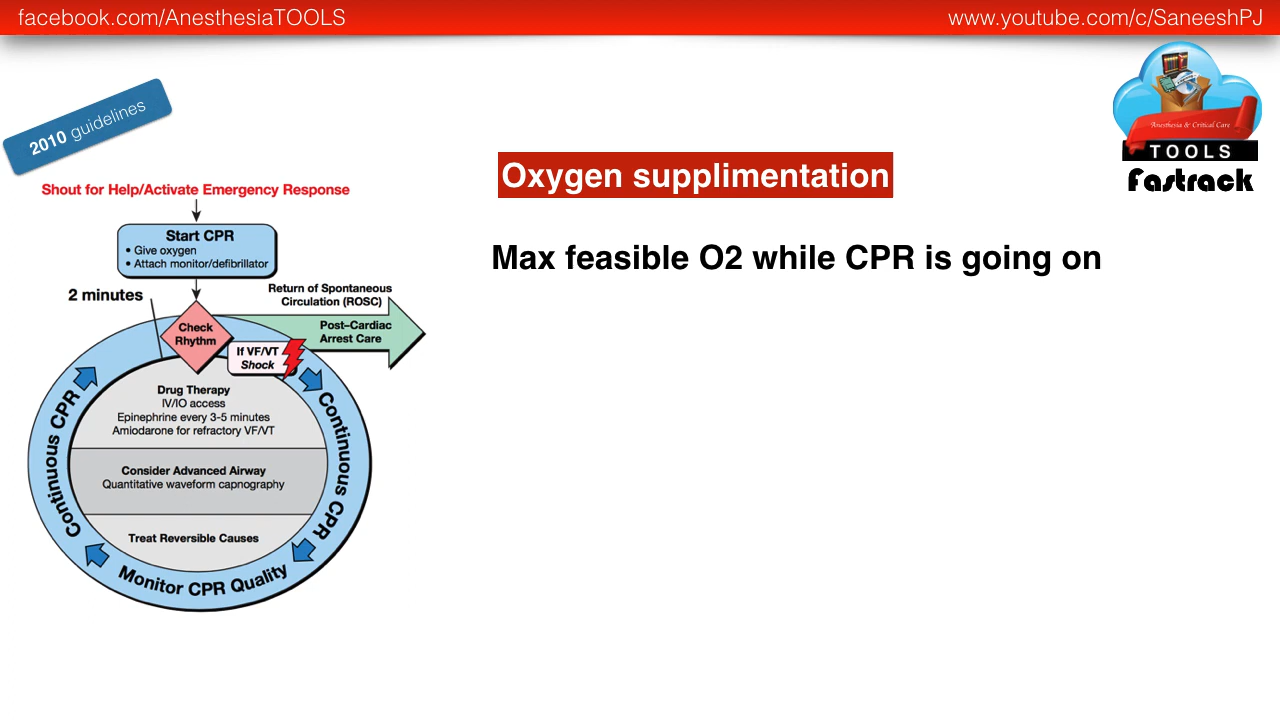 facebook.com/AnesthesiaTOOLS
www.youtube.com/c/SaneeshPJ
Anesthesia & Critical Care
TOOLS
Fastrack
2010 guidelines
Oxygen supplimentation
Max feasible O2 while CPR is going on
Shout for Help/Activate Emergency Response
Start CPR
• Give oxygen
• Attach monitor/defibrillator
2 minutes
Return of Spontaneous
Circulation (ROSC)
Check
Rhythm
Post–Cardiac
Arrest Care
If VF/VT
Shock
Drug Therapy
IV/IO access
Epinephrine every 3-5 minutes
Amiodarone for refractory VF/VT
Consider Advanced Airway
Quantitative waveform capnography
Treat Reversible Causes
Continuous CPR
Continuous CPR
Monitor CPR Quality